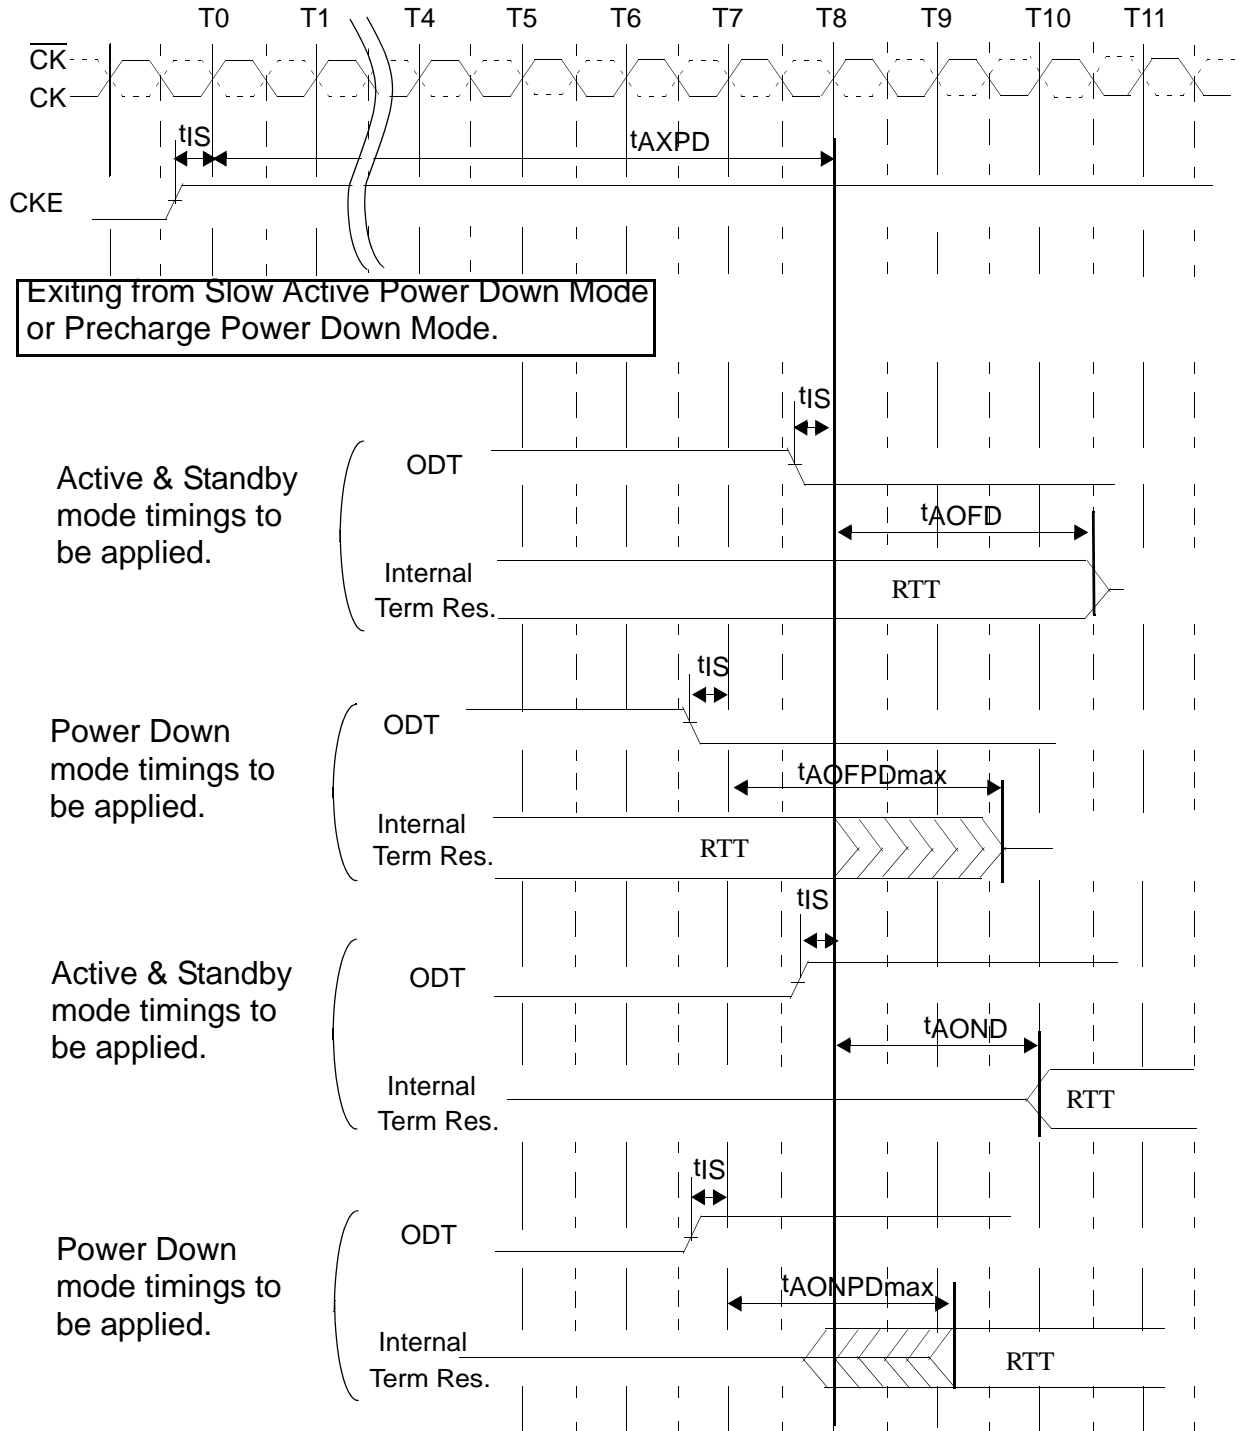 T0 T1 T4 T5 T6 T7 T8 T9 T10 T11
CK
CK
tIS
tAXPD
CKE
Exiting from Slow Active Power Down Mode
or Precharge Power Down Mode.
tIS
ODT
Active & Standby
mode timings to
be applied.
tAOFD
Internal
Term Res.
RTT
tIS
ODT
Power Down
mode timings to
be applied.
tAOFPDmax
Internal
Term Res.
RTT
tIS
ODT
Active & Standby
mode timings to
be applied.
tAOND
Internal
Term Res.
RTT
tIS
ODT
Power Down
mode timings to
be applied.
tAONPDmax
Internal
Term Res.
RTT